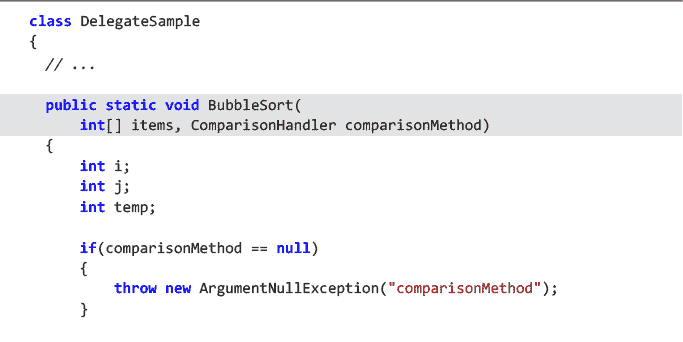 class DelegateSample
{
// ...
public static void BubbleSort(
int[] items, ComparisonHandler comparisonMethod)
{
int i;
int j;
int temp;
if(comparisonMethod == null)
{
throw new ArgumentNullException("comparisonMethod");
}